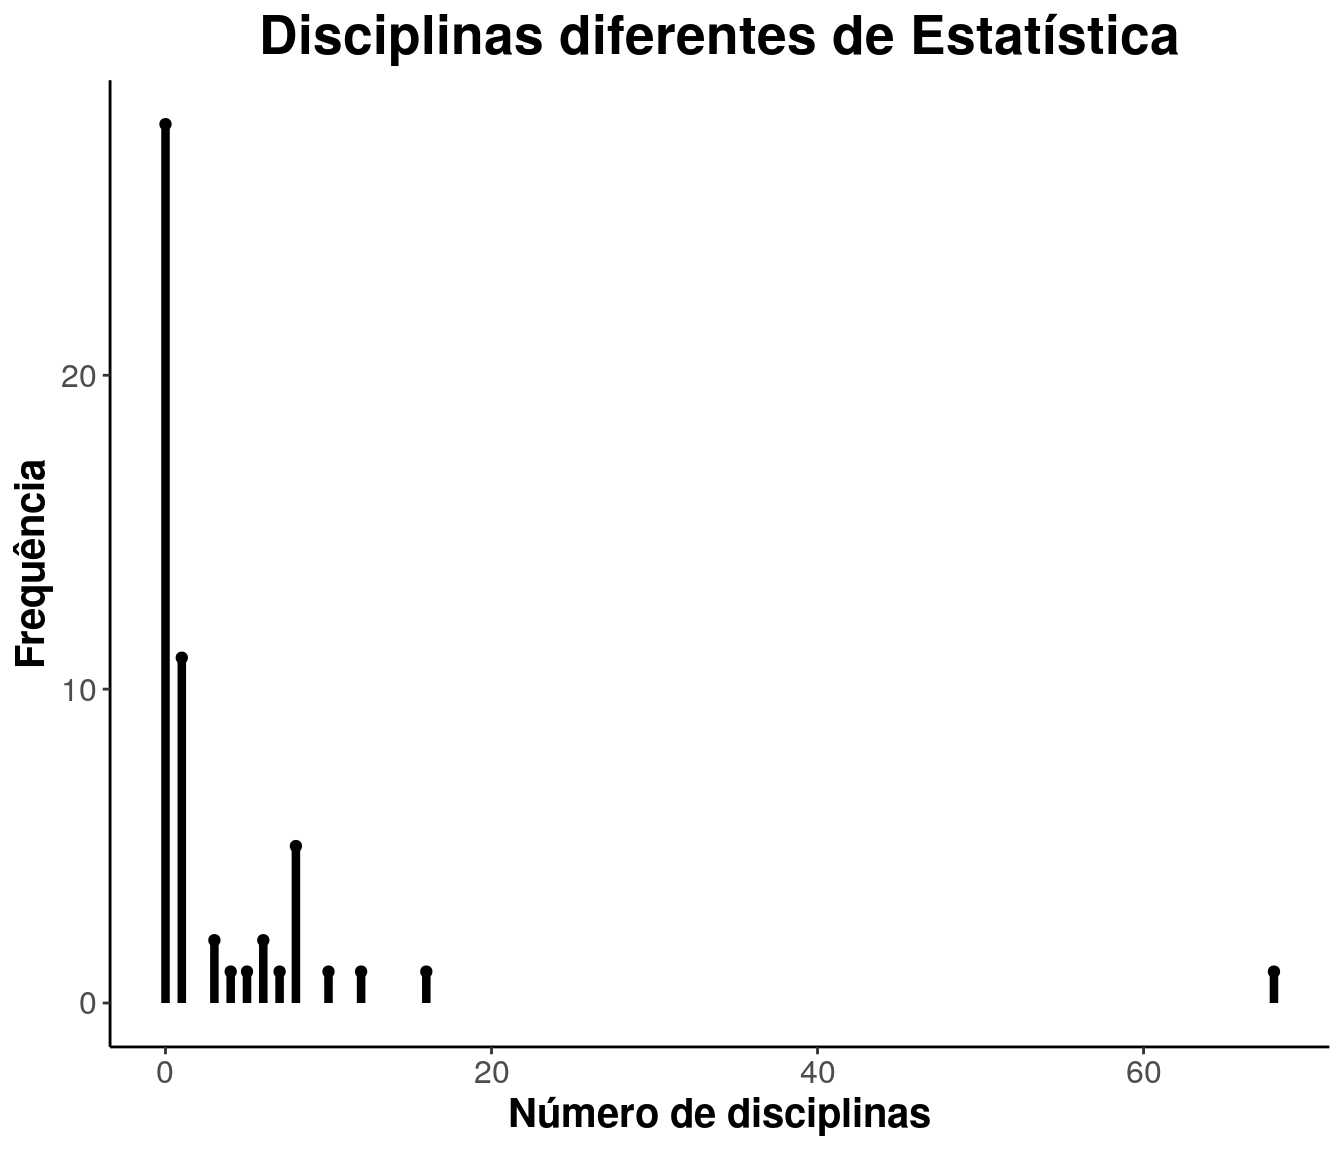 Disciplinas diferentes de Estatística
Frequência
20
10
0
0 20 40 60
Número de disciplinas